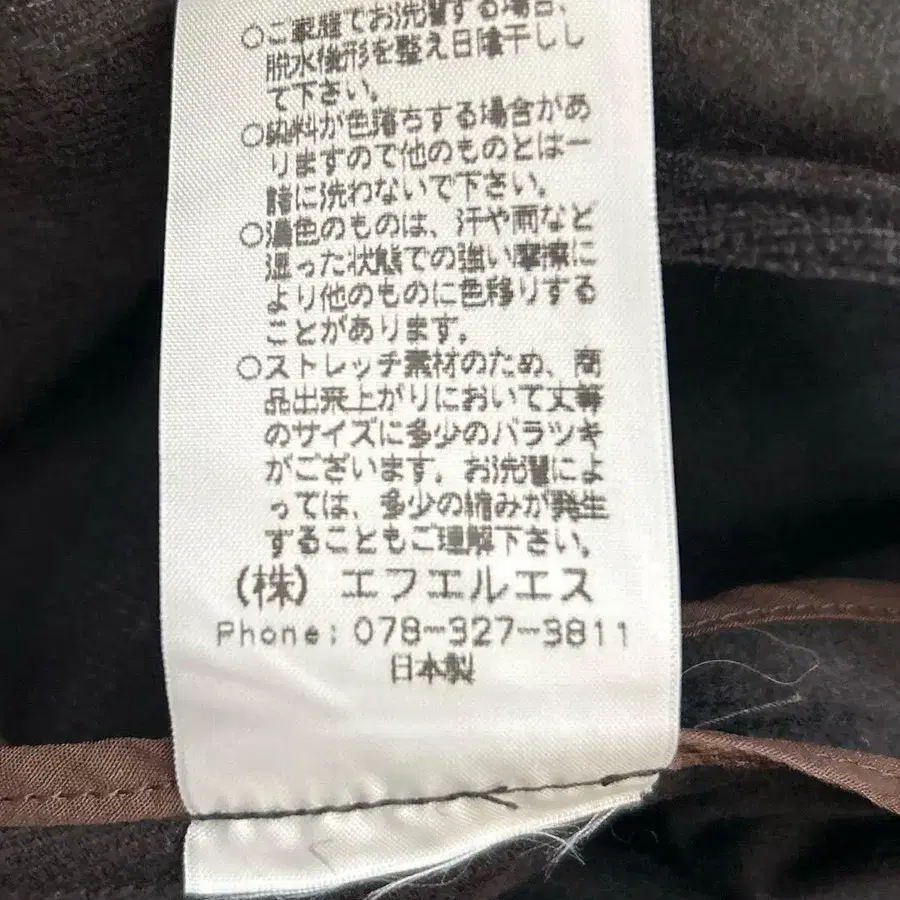 ○ご家庭でお洗濯する場合、
脱水後形を整え日陰干しし
て下さい。
○染料が色落ちする場合があ
りますので他のものとは一
諸に洗わないで下さい。
○濃色のものは、汗や雨など
湿った状態での強い摩擦に
より他のものに色移りする
ことがあります。
○ストレッチ素材のため、商
品出来上がりにおいて丈等
のサイズに多少のバラツキ
がございます。お洗濯によ
っては、多少の縮みが発生
することもご理解下さい。
(株) エフエルエス
Phone: 078-327-3811
日本製